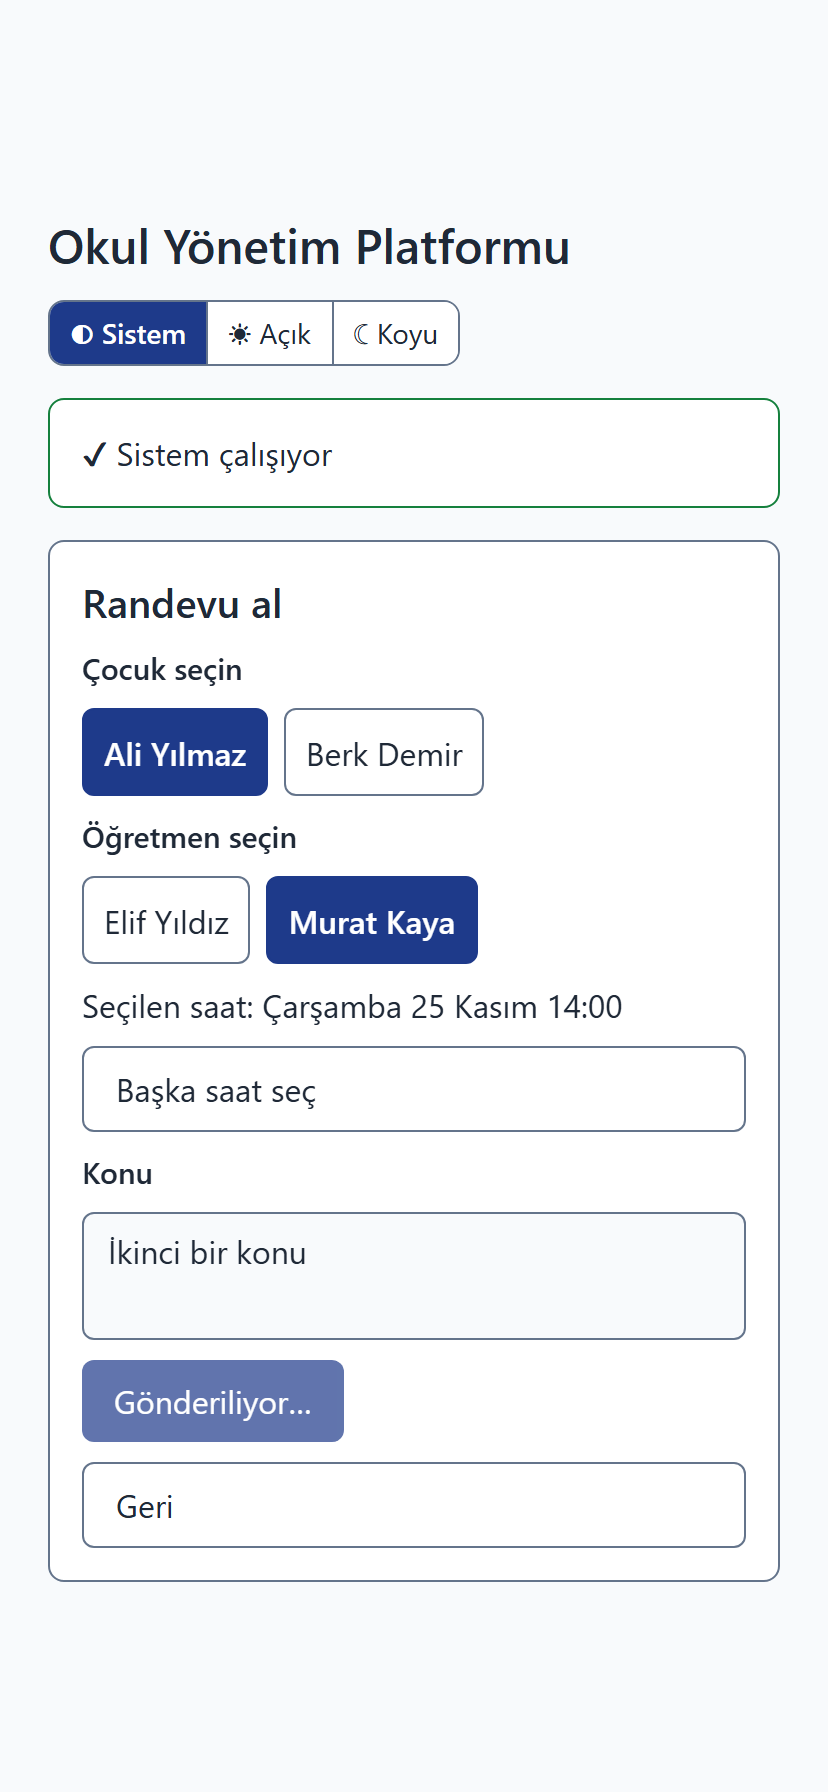 Okul Yönetim Platformu
◐ Sistem ☀ Açık ☾ Koyu
✓ Sistem çalışıyor
Randevu al
Çocuk seçin
Ali Yılmaz Berk Demir
Öğretmen seçin
Elif Yıldız Murat Kaya
Seçilen saat: Çarşamba 25 Kasım 14:00
Başka saat seç
Konu
İkinci bir konu
Gönderiliyor...
Geri